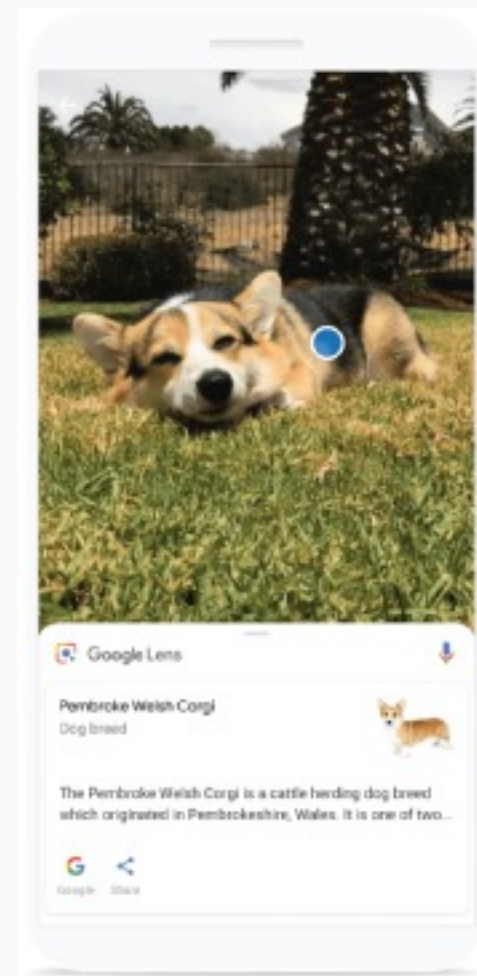 Google Lens
Pembroke Welsh Corgi
Dog breed
The Pembroke Welsh Corgi is a cattle herding dog breed
which originated in Pembrokeshire, Wales. It is one of two...
Google Share